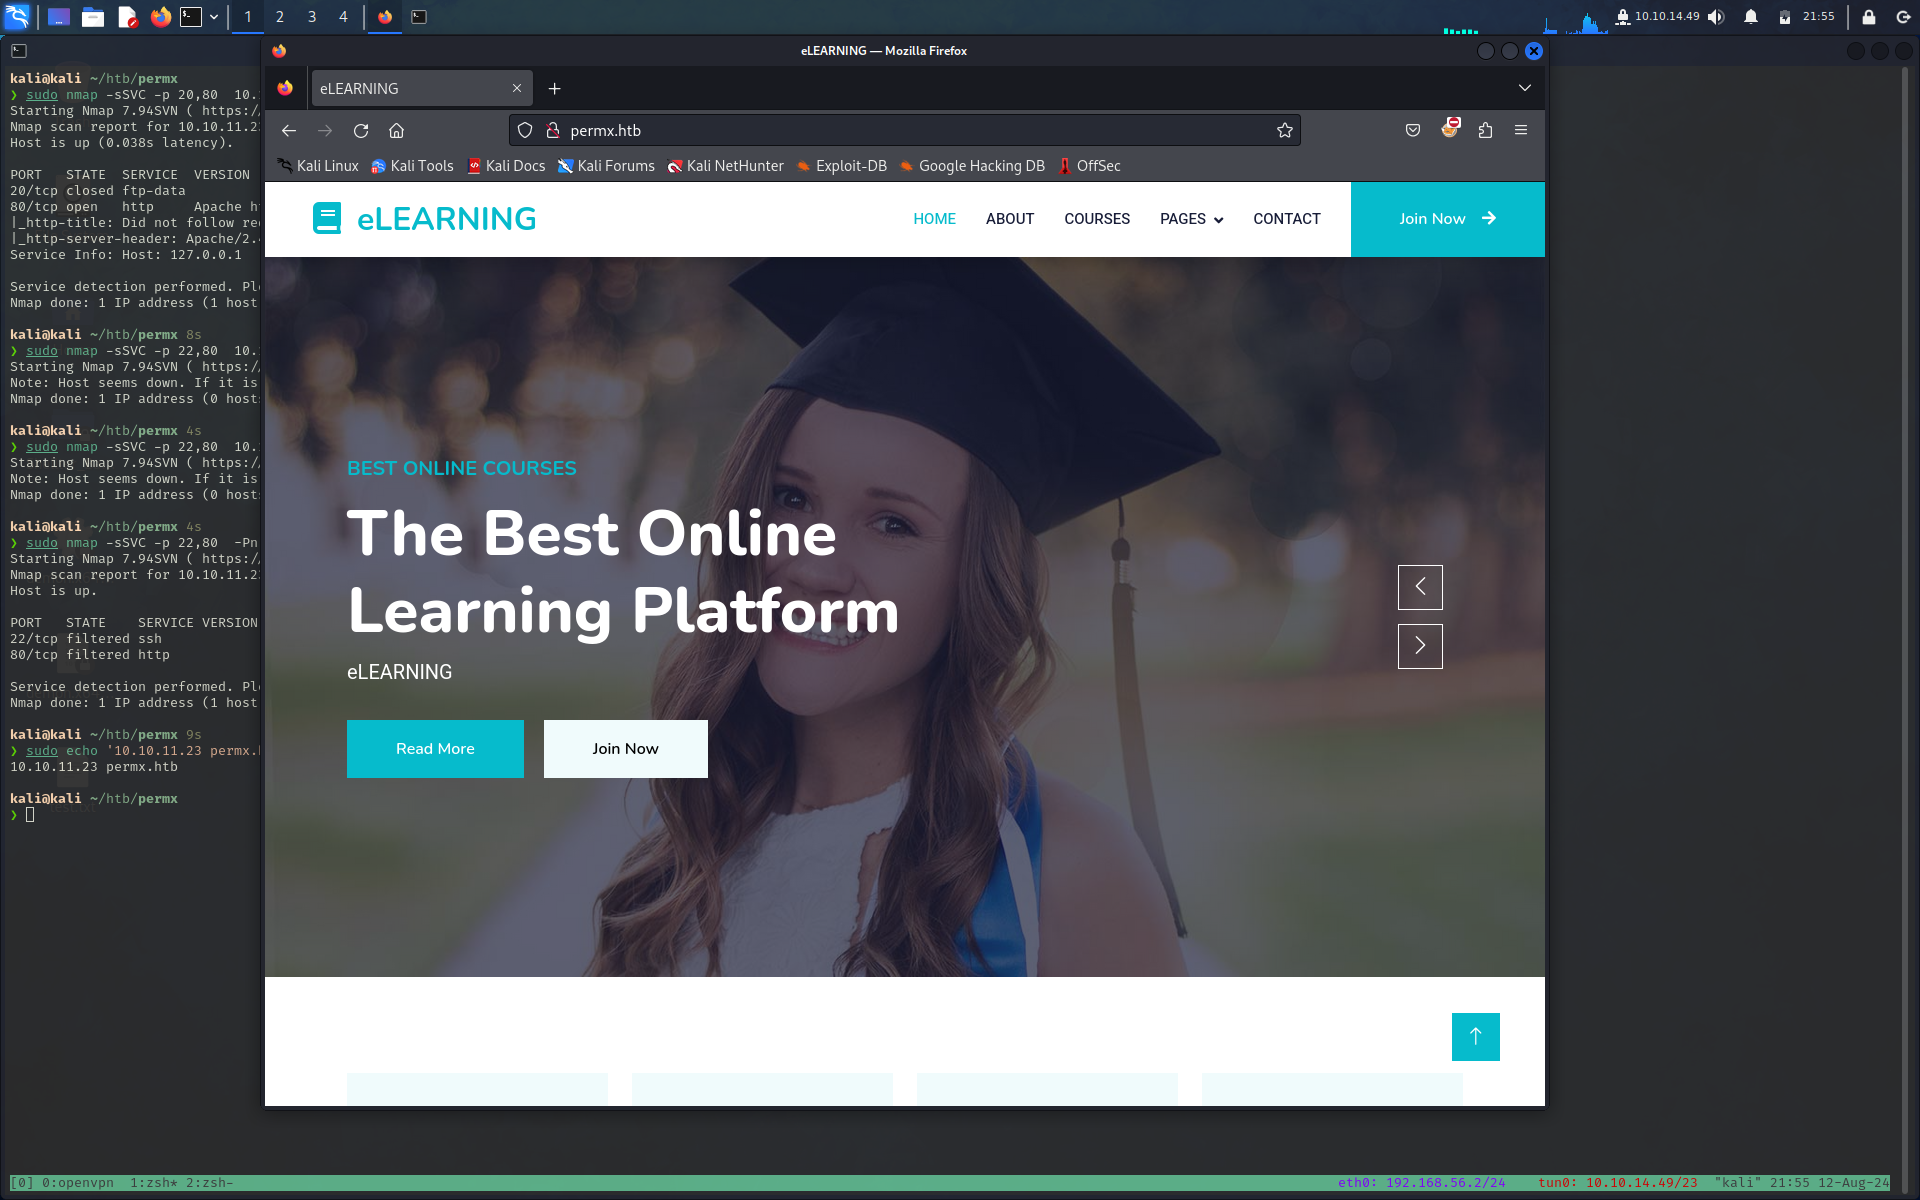 1 2 3 4
10.10.14.49 21:55
eLEARNING — Mozilla Firefox
eLEARNING
permx.htb
Kali Linux Kali Tools Kali Docs Kali Forums Kali NetHunter Exploit-DB Google Hacking DB OffSec
eLEARNING
HOME ABOUT COURSES PAGES CONTACT Join Now
BEST ONLINE COURSES
The Best Online
Learning Platform
eLEARNING
Read More Join Now
kali@kali ~/htb/permx
❯ sudo nmap -sSVC -p 20,80 10.
Starting Nmap 7.94SVN ( https:/
Nmap scan report for 10.10.11.2
Host is up (0.038s latency).
PORT STATE SERVICE VERSION
20/tcp closed ftp-data
80/tcp open http Apache h
|_http-title: Did not follow re
|_http-server-header: Apache/2.
Service Info: Host: 127.0.0.1
Service detection performed. Pl
Nmap done: 1 IP address (1 host
kali@kali ~/htb/permx 8s
❯ sudo nmap -sSVC -p 22,80 10.
Starting Nmap 7.94SVN ( https:/
Note: Host seems down. If it is
Nmap done: 1 IP address (0 host
kali@kali ~/htb/permx 4s
❯ sudo nmap -sSVC -p 22,80 10.
Starting Nmap 7.94SVN ( https:/
Note: Host seems down. If it is
Nmap done: 1 IP address (0 host
kali@kali ~/htb/permx 4s
❯ sudo nmap -sSVC -p 22,80 -Pn
Starting Nmap 7.94SVN ( https:/
Nmap scan report for 10.10.11.2
Host is up.
PORT STATE SERVICE VERSION
22/tcp filtered ssh
80/tcp filtered http
Service detection performed. Pl
Nmap done: 1 IP address (1 host
kali@kali ~/htb/permx 9s
❯ sudo echo '10.10.11.23 permx.
10.10.11.23 permx.htb
kali@kali ~/htb/permx
❯
[0] 0:openvpn 1:zsh* 2:zsh- eth0: 192.168.56.2/24 tun0: 10.10.14.49/23 "kali" 21:55 12-Aug-24